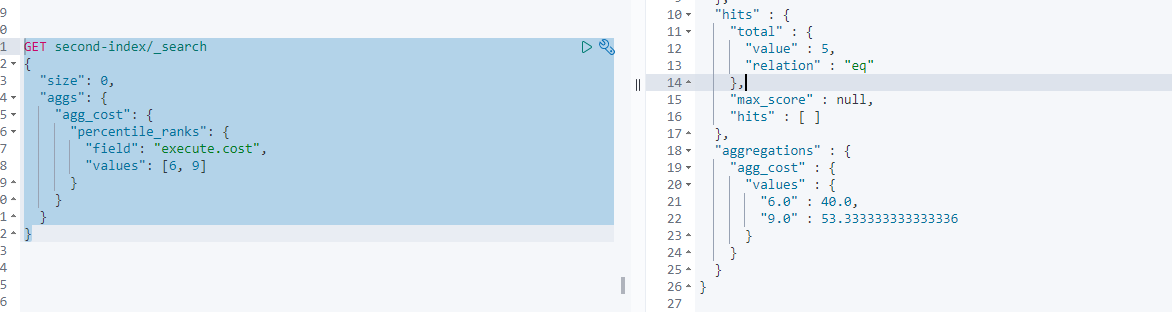 9
0
1 GET second-index/_search
2 {
3 "size": 0,
4 "aggs": {
5 "agg_cost": {
6 "percentile_ranks": {
7 "field": "execute.cost",
8 "values": [6, 9]
9 }
0 }
1 }
2 }
3
4
5
6
10 "hits" : {
11 "total" : {
12 "value" : 5,
13 "relation" : "eq"
14 },
15 "max_score" : null,
16 "hits" : [ ]
17 },
18 "aggregations" : {
19 "agg_cost" : {
20 "values" : {
21 "6.0" : 40.0,
22 "9.0" : 53.333333333333336
23 }
24 }
25 }
26 }
27